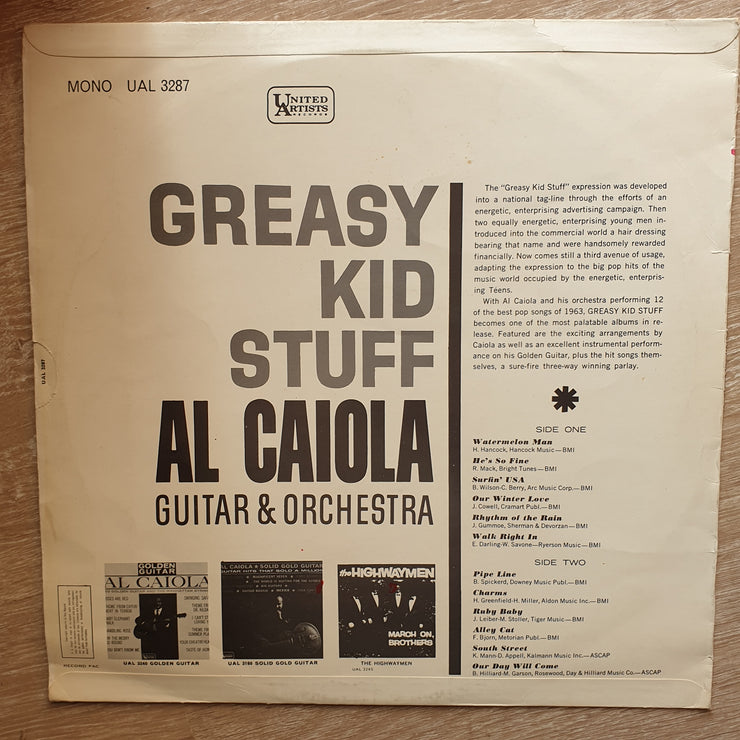 MONO UAL 3287
UNITED
ARTISTS
RECORDS
GREASY
KID
STUFF
AL CAIOLA
GUITAR & ORCHESTRA
The "Greasy Kid Stuff" expression was developed
into a national tag-line through the efforts of an
energetic, enterprising advertising campaign. Then
two equally energetic, enterprising young men in-
troduced into the commercial world a hair dressing
bearing that name and were handsomely rewarded
financially. Now comes still a third avenue of usage,
adapting the expression to the big pop hits of the
music world occupied by the energetic, enterpris-
ing Teens.
With Al Caiola and his orchestra performing 12
of the best pop songs of 1963, GREASY KID STUFF
becomes one of the most palatable albums in re-
lease. Featured are the exciting arrangements by
Caiola as well as an excellent instrumental perform-
ance on his Golden Guitar, plus the hit songs them-
selves, a sure-fire three-way winning parlay.
SIDE ONE
Watermelon Man
H. Hancock, Hancock Music—BMI
He's So Fine
R. Mack, Bright Tunes—BMI
Surfin' USA
B. Wilson-C. Berry, Arc Music Corp.—BMI
Our Winter Love
J. Cowell, Cramart Publ.—BMI
Rhythm of the Rain
J. Gummoe, Sherman & Devorzan—BMI
Walk Right In
E. Darling-W. Savone—Ryerson Music—BMI
SIDE TWO
Pipe Line
B. Spickerd, Downey Music Publ.—BMI
Charms
H. Greenfield-H. Miller, Aldon Music Inc.—BMI
Ruby Baby
J. Leiber-M. Stoller, Tiger Music—BMI
Alley Cat
F. Bjorn, Metorian Publ.—BMI
South Street
K. Mann-D. Appell, Kalmann Music Inc.—ASCAP
Our Day Will Come
B. Hilliard-M. Garson, Rosewood, Day & Hilliard Music Co.—ASCAP
UAL 3287
GOLDEN
GUITAR
AL CAIOLA
UAL 3240 GOLDEN GUITAR
AL CAIOLA • SOLID GOLD GUITAR
GUITAR HITS THAT SOLD A MILLION
UAL 3180 SOLID GOLD GUITAR
the HIGHWAYMEN
MARCH ON,
BROTHERS
THE HIGHWAYMEN
UAL 3245
RECORD PAC